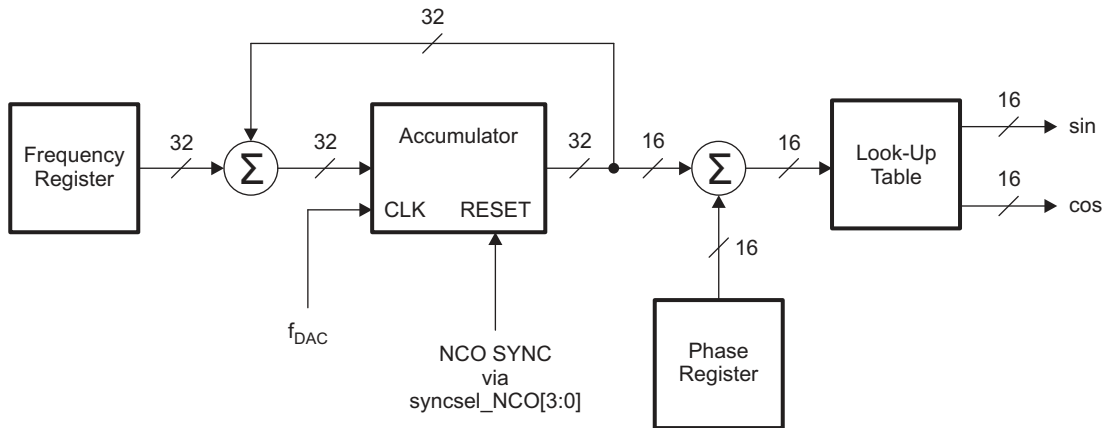 32
Frequency
Register
32
Σ
32
Accumulator
CLK RESET
32
16
Σ
16
Look-Up
Table
16
sin
16
cos
16
f_DAC
NCO SYNC
via
syncsel_NCO[3:0]
Phase
Register